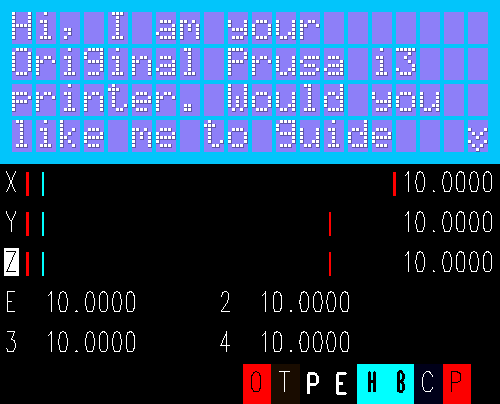 Hi, I am your
Original Prusa i3
printer. Would you
like me to guide
X 10.0000
Y 10.0000
Z 10.0000
E 10.0000 2 10.0000
3 10.0000 4 10.0000
O T P E H B C P